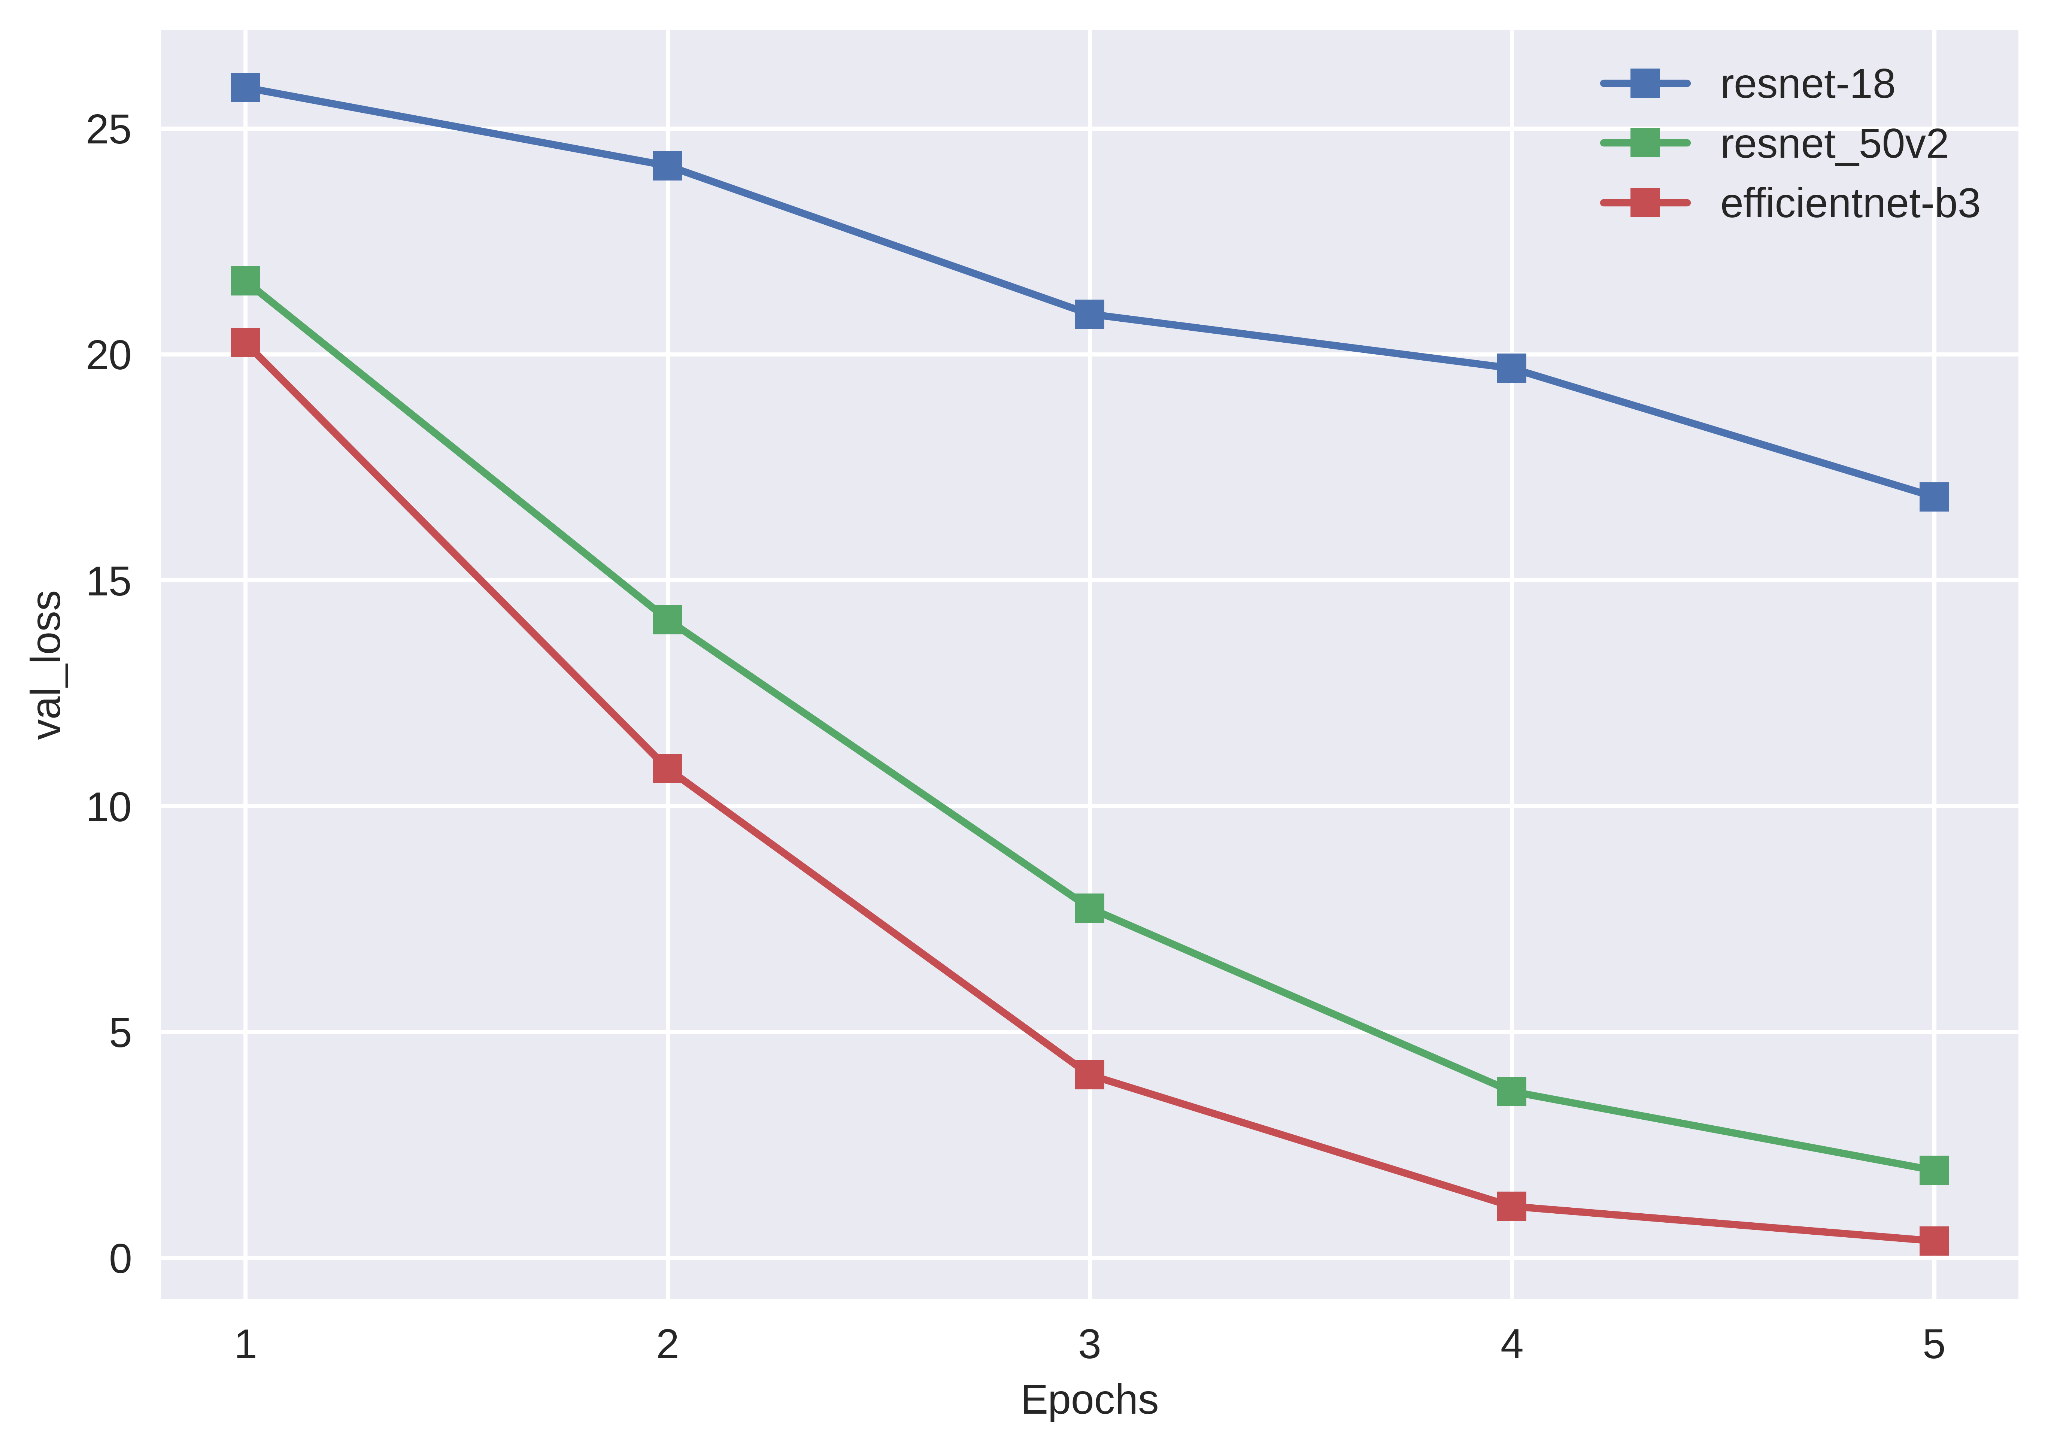 resnet-18
resnet_50v2
efficientnet-b3
25
20
15
10
5
0
val_loss
1 2 3 4 5
Epochs